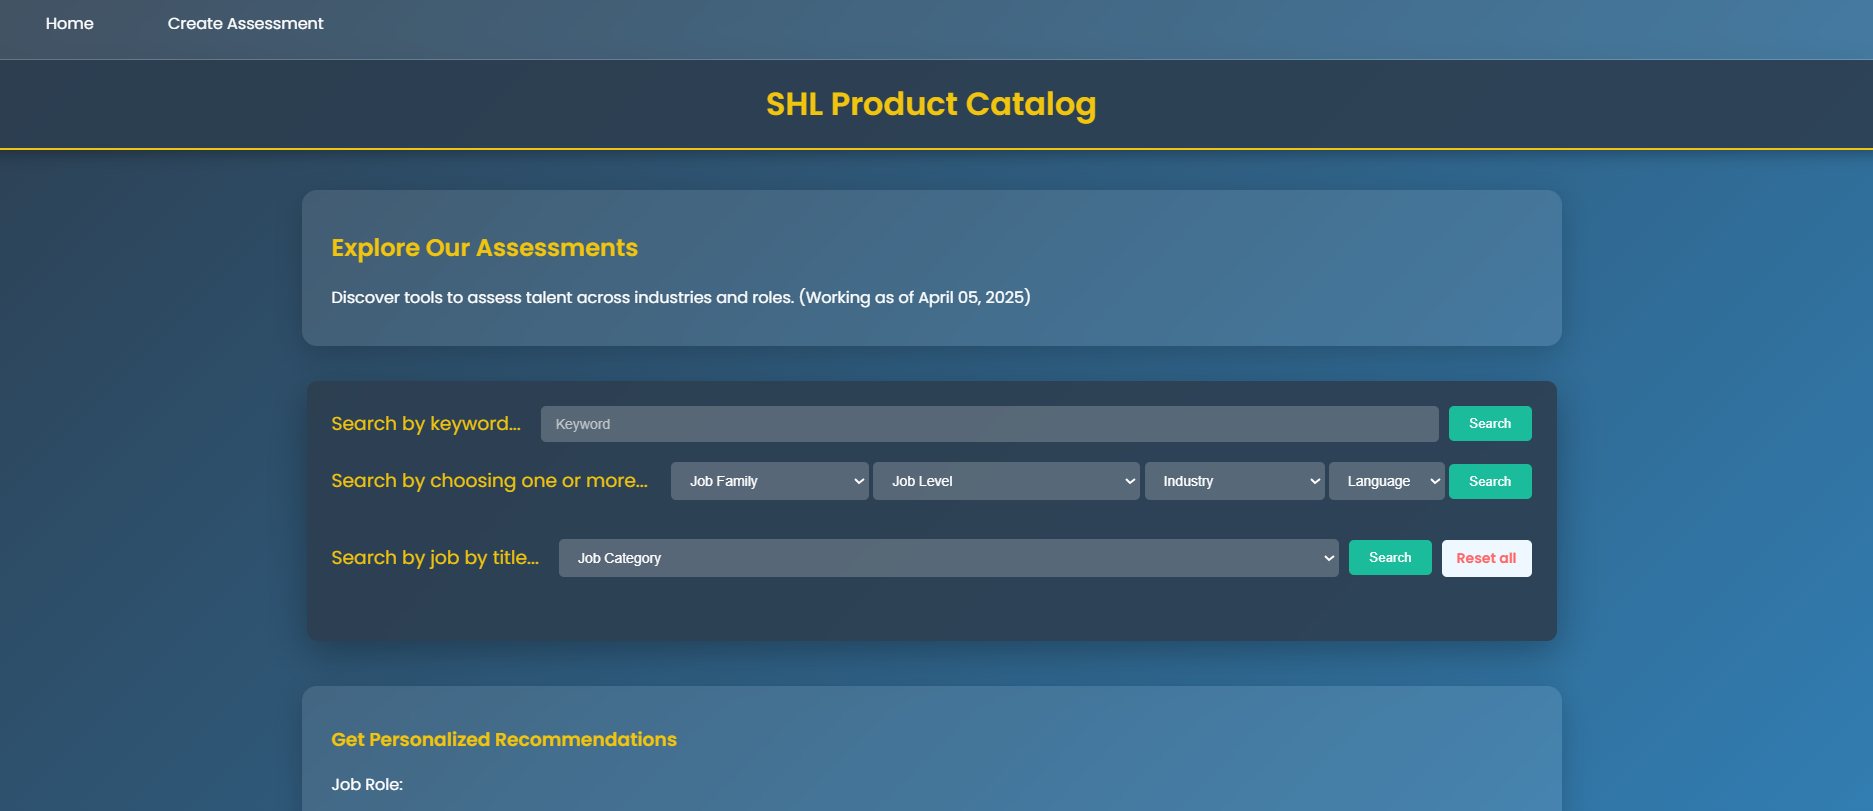 Home Create Assessment
SHL Product Catalog
Explore Our Assessments
Discover tools to assess talent across industries and roles. (Working as of April 05, 2025)
Search by keyword... Keyword Search
Search by choosing one or more... Job Family Job Level Industry Language Search
Search by job by title... Job Category Search Reset all
Get Personalized Recommendations
Job Role: